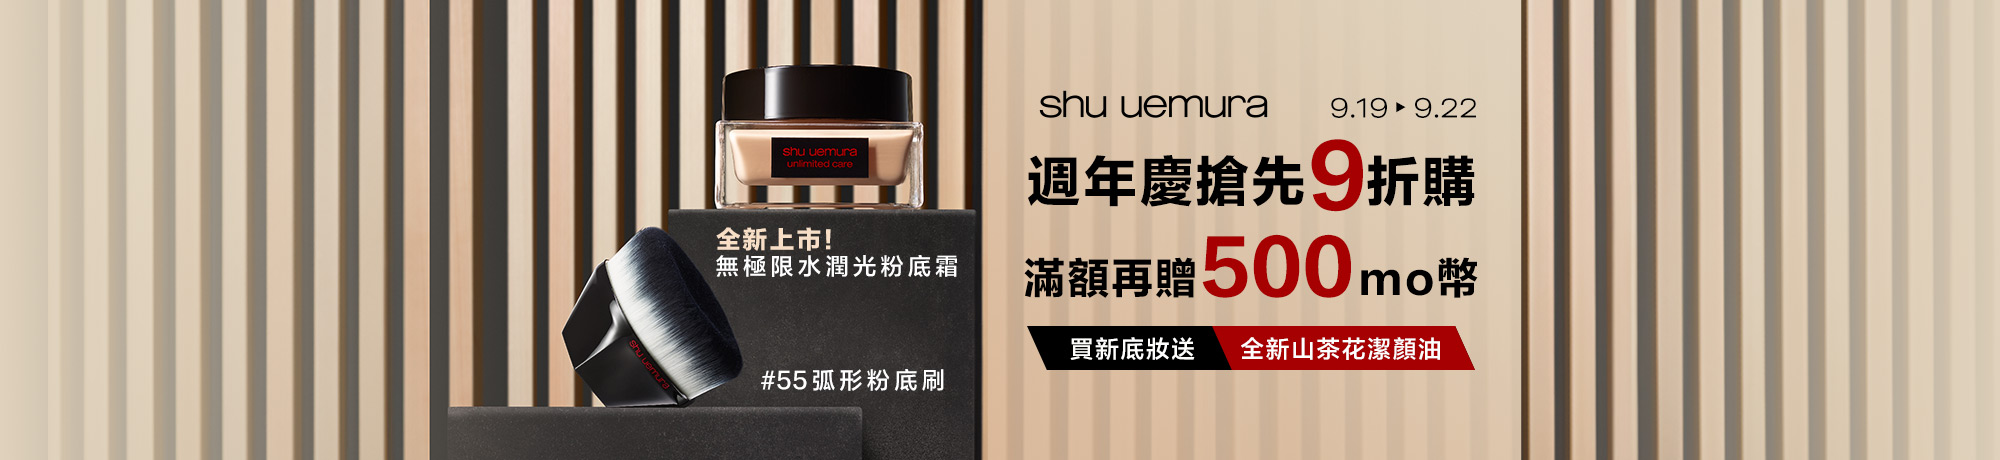 shu uemura
unlimited care
全新上市!
無極限水潤光粉底霜
shu uemura
#55弧形粉底刷
shu uemura 9.19▸9.22
週年慶搶先9折購
滿額再贈500mo幣
買新底妝送 全新山茶花潔顏油